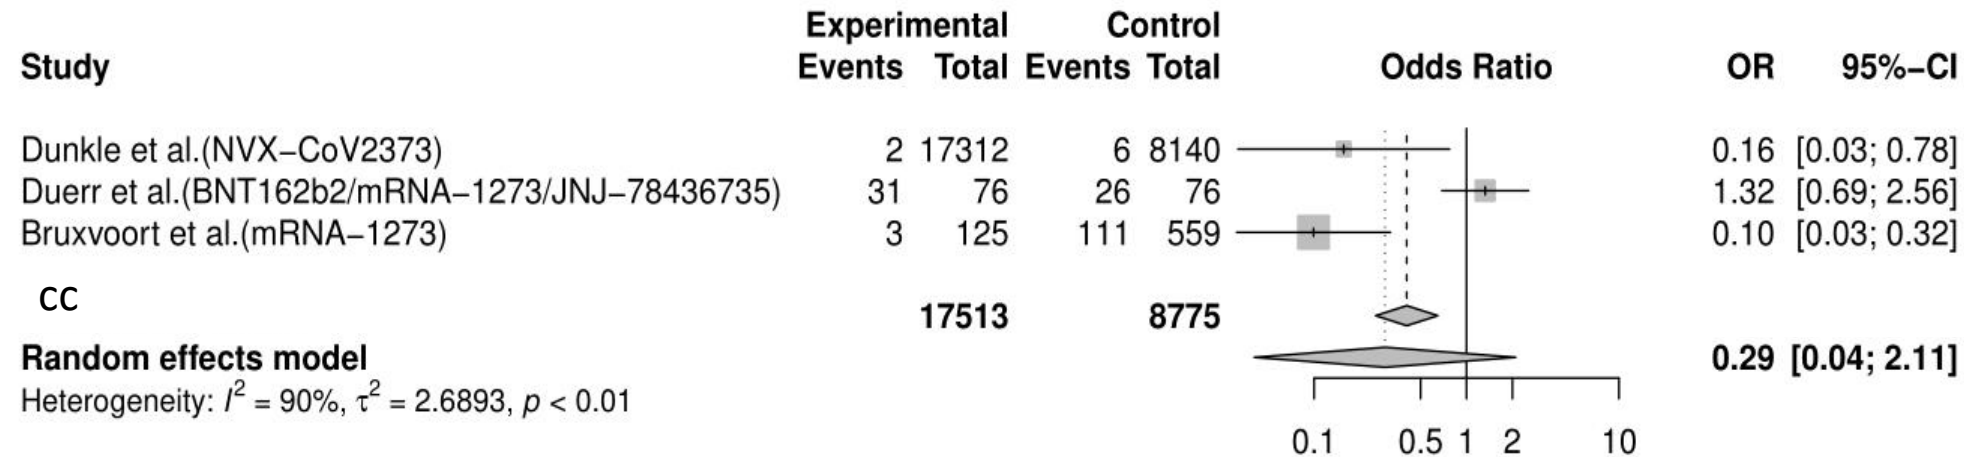 Experimental Control
Study Events Total Events Total Odds Ratio OR 95%−CI
Dunkle et al.(NVX−CoV2373) 2 17312 6 8140 0.16 [0.03; 0.78]
Duerr et al.(BNT162b2/mRNA−1273/JNJ−78436735) 31 76 26 76 1.32 [0.69; 2.56]
Bruxvoort et al.(mRNA−1273) 3 125 111 559 0.10 [0.03; 0.32]
cc
17513 8775
Random effects model 0.29 [0.04; 2.11]
Heterogeneity: I² = 90%, τ² = 2.6893, p < 0.01
0.1 0.5 1 2 10